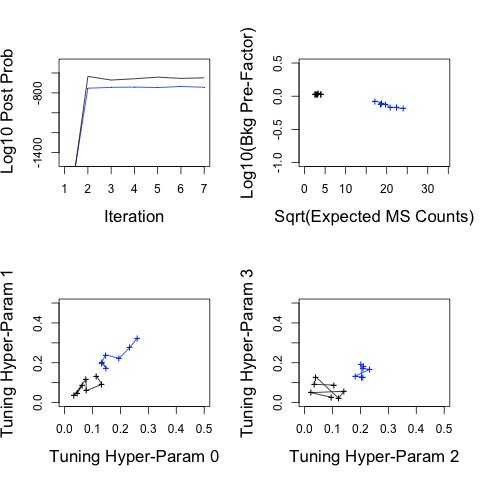 Log10 Post Prob
-1400
-800
1 2 3 4 5 6 7
Iteration
Log10(Bkg Pre-Factor)
-1.0
-0.5
0.0
0.5
0 5 10 20 30
Sqrt(Expected MS Counts)
Tuning Hyper-Param 1
0.0
0.2
0.4
0.0 0.1 0.2 0.3 0.4 0.5
Tuning Hyper-Param 0
Tuning Hyper-Param 3
0.0
0.2
0.4
0.0 0.1 0.2 0.3 0.4 0.5
Tuning Hyper-Param 2